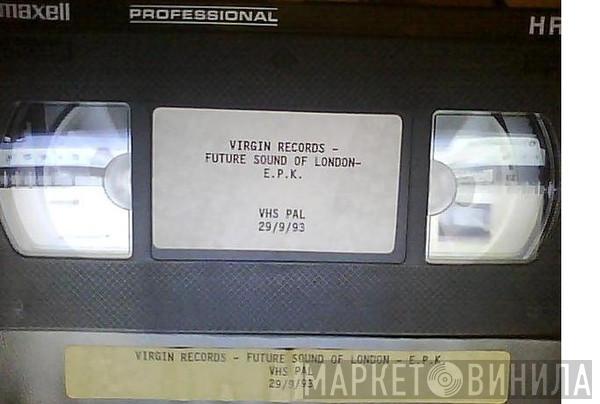 maxell
PROFESSIONAL
VIRGIN RECORDS -
FUTURE SOUND OF LONDON-
E.P.K.
VHS PAL
29/9/93
VIRGIN RECORDS - FUTURE SOUND OF LONDON - E.P.K.
VHS PAL
29/9/93
МАРКЕТ ВИНИЛА